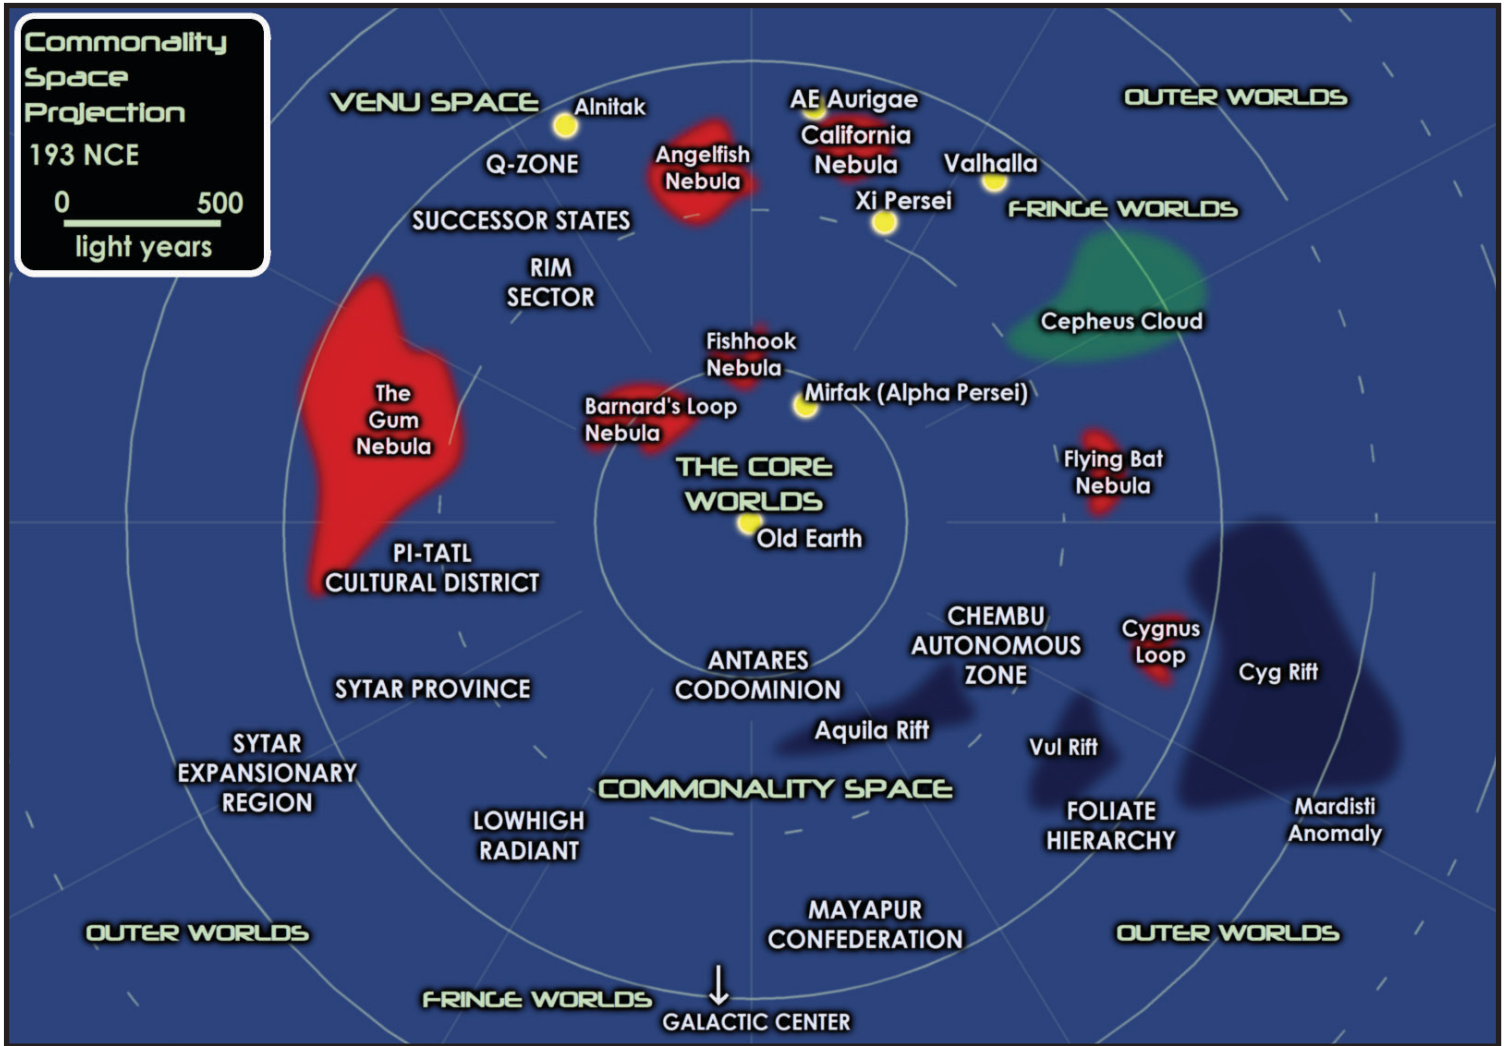 Commonality
Space
Projection
193 NCE
0 500
light years
VENU SPACE
Alnitak
AE Aurigae
OUTER WORLDS
Q-ZONE
Angelfish
Nebula
California
Nebula
Valhalla
Xi Persei
FRINGE WORLDS
SUCCESSOR STATES
RIM
SECTOR
Cepheus Cloud
Fishhook
Nebula
The
Gum
Nebula
Barnard's Loop
Nebula
Mirfak (Alpha Persei)
THE CORE
WORLDS
Flying Bat
Nebula
Old Earth
PI-TATL
CULTURAL DISTRICT
CHEMBU
AUTONOMOUS
ZONE
Cygnus
Loop
Cyg Rift
ANTARES
CODOMINION
SYTAR PROVINCE
Aquila Rift
Vul Rift
SYTAR
EXPANSIONARY
REGION
COMMONALITY SPACE
LOWHIGH
RADIANT
FOLIATE
HIERARCHY
Mardisti
Anomaly
MAYAPUR
CONFEDERATION
OUTER WORLDS
OUTER WORLDS
FRINGE WORLDS
GALACTIC CENTER